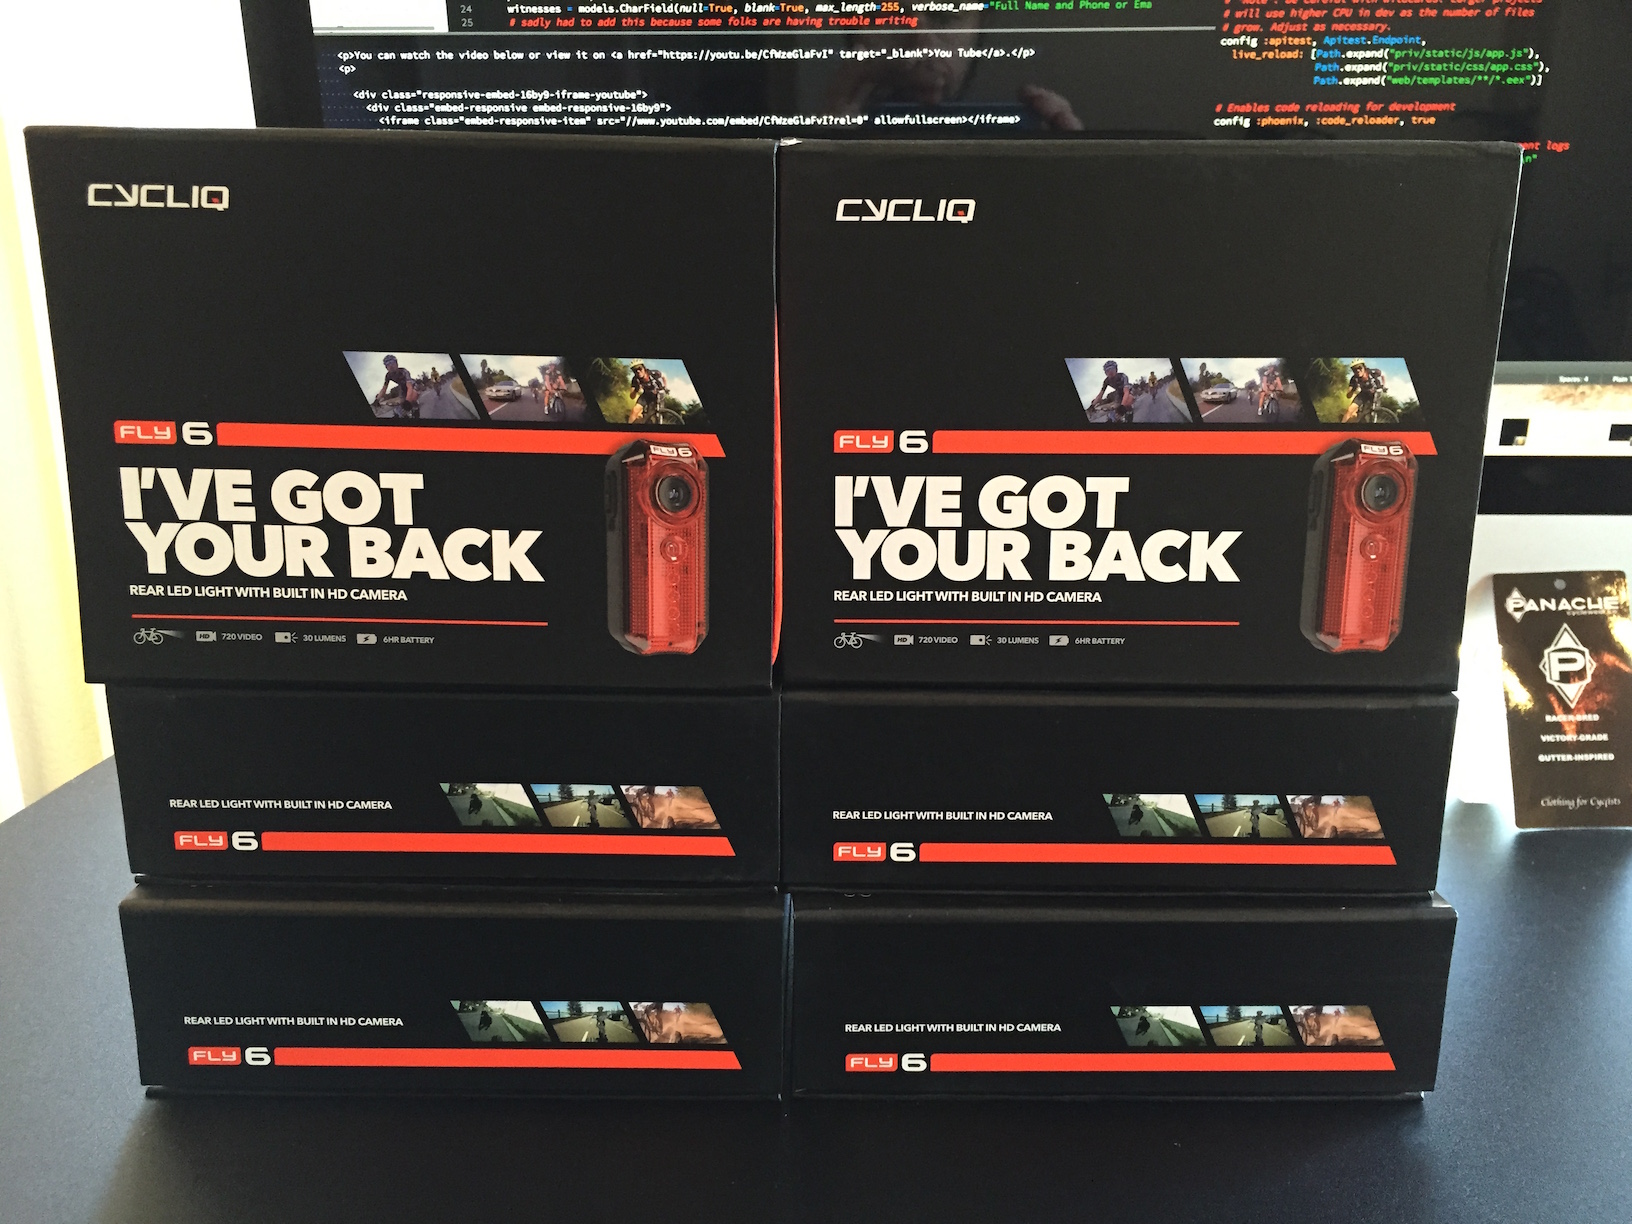 24 witnesses = models.CharField(null=True, blank=True, max_length=255, verbose_name="Full Name and Phone or Ema
25 # sadly had to add this because some folks are having trouble writing
<p>You can watch the video below or view it on <a href="https://youtu.be/CfWzeGlaFvI" target="_blank">You Tube</a>.</p>
<p>
<div class="responsive-embed-16by9-iframe-youtube">
<div class="embed-responsive embed-responsive-16by9">
<iframe class="embed-responsive-item" src="//www.youtube.com/embed/CfWzeGlaFvI?rel=0" allowfullscreen></iframe>
# will use higher CPU in dev as the number of files
# grow. Adjust as necessary.
config :apitest, Apitest.Endpoint,
live_reload: [Path.expand("priv/static/js/app.js"),
Path.expand("priv/static/css/app.css"),
Path.expand("web/templates/**/*.eex")]
# Enables code reloading for development
config :phoenix, :code_reloader, true
ent logs
\n"
Spaces: 4
CYCLIQ
FLY6
FLY 6
I'VE GOT
YOUR BACK
REAR LED LIGHT WITH BUILT IN HD CAMERA
HD 720 VIDEO 30 LUMENS 6HR BATTERY
CYCLIQ
FLY6
FLY 6
I'VE GOT
YOUR BACK
REAR LED LIGHT WITH BUILT IN HD CAMERA
HD 720 VIDEO 30 LUMENS 6HR BATTERY
REAR LED LIGHT WITH BUILT IN HD CAMERA
FLY 6
REAR LED LIGHT WITH BUILT IN HD CAMERA
FLY 6
REAR LED LIGHT WITH BUILT IN HD CAMERA
FLY 6
REAR LED LIGHT WITH BUILT IN HD CAMERA
FLY 6
PANACHE
P
RACER-BRED
VICTORY-GRADE
GUTTER-INSPIRED
Clothing for Cyclists